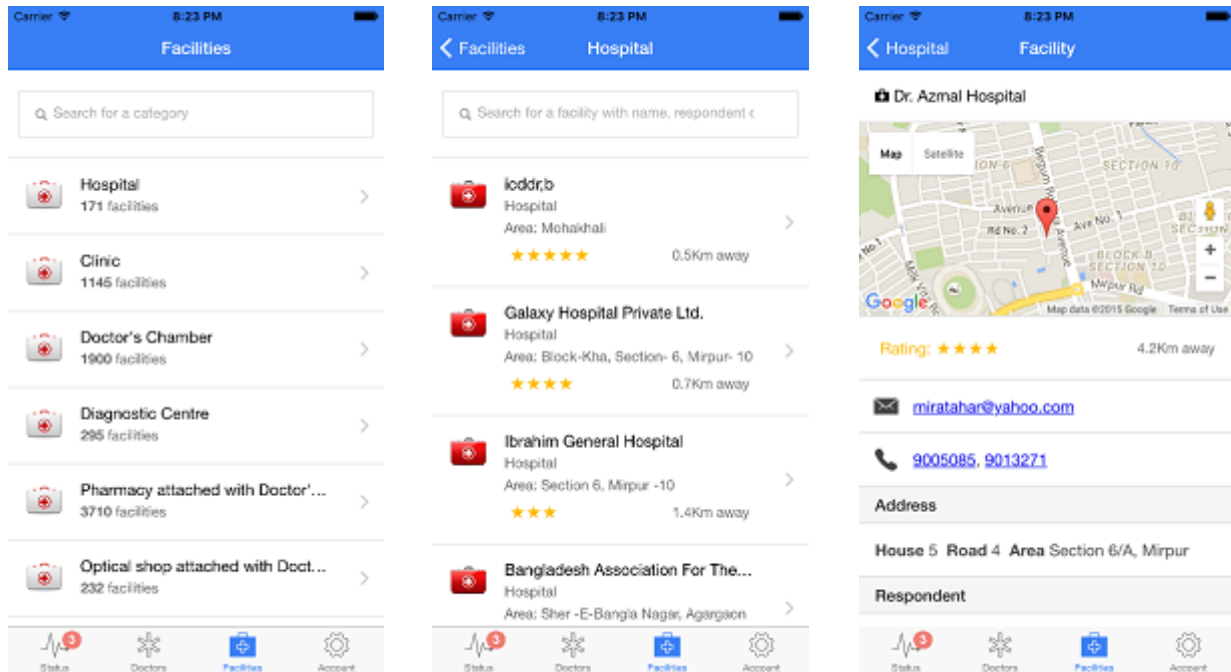 Carrier 8:23 PM
Facilities
Search for a category
Hospital
171 facilities
Clinic
1145 facilities
Doctor's Chamber
1900 facilities
Diagnostic Centre
295 facilities
Pharmacy attached with Doctor'...
3710 facilities
Optical shop attached with Doct...
232 facilities
3
Status Doctors Facilities Account
Carrier 8:23 PM
Facilities Hospital
Search for a facility with name, respondent
icddr,b
Hospital
Area: Mohakhali
0.5Km away
Galaxy Hospital Private Ltd.
Hospital
Area: Block-Kha, Section- 6, Mirpur- 10
0.7Km away
Ibrahim General Hospital
Hospital
Area: Section 6, Mirpur -10
1.4Km away
Bangladesh Association For The...
Hospital
Area: Sher -E-Bangla Nagar, Agargaon
3
Status Doctors Facilities Account
Carrier 8:23 PM
Hospital Facility
Dr. Azmal Hospital
Map Satellite
SECTION 10
Avenue
Rd No. 2
Ave No. 1
BLOCK B
SECTION 10
Mirpur Rd
Google
Map data ©2015 Google Terms of Use
Rating: 4.2Km away
miratahar@yahoo.com
9005085, 9013271
Address
House 5 Road 4 Area Section 6/A, Mirpur
Respondent
3
Status Doctors Facilities Account